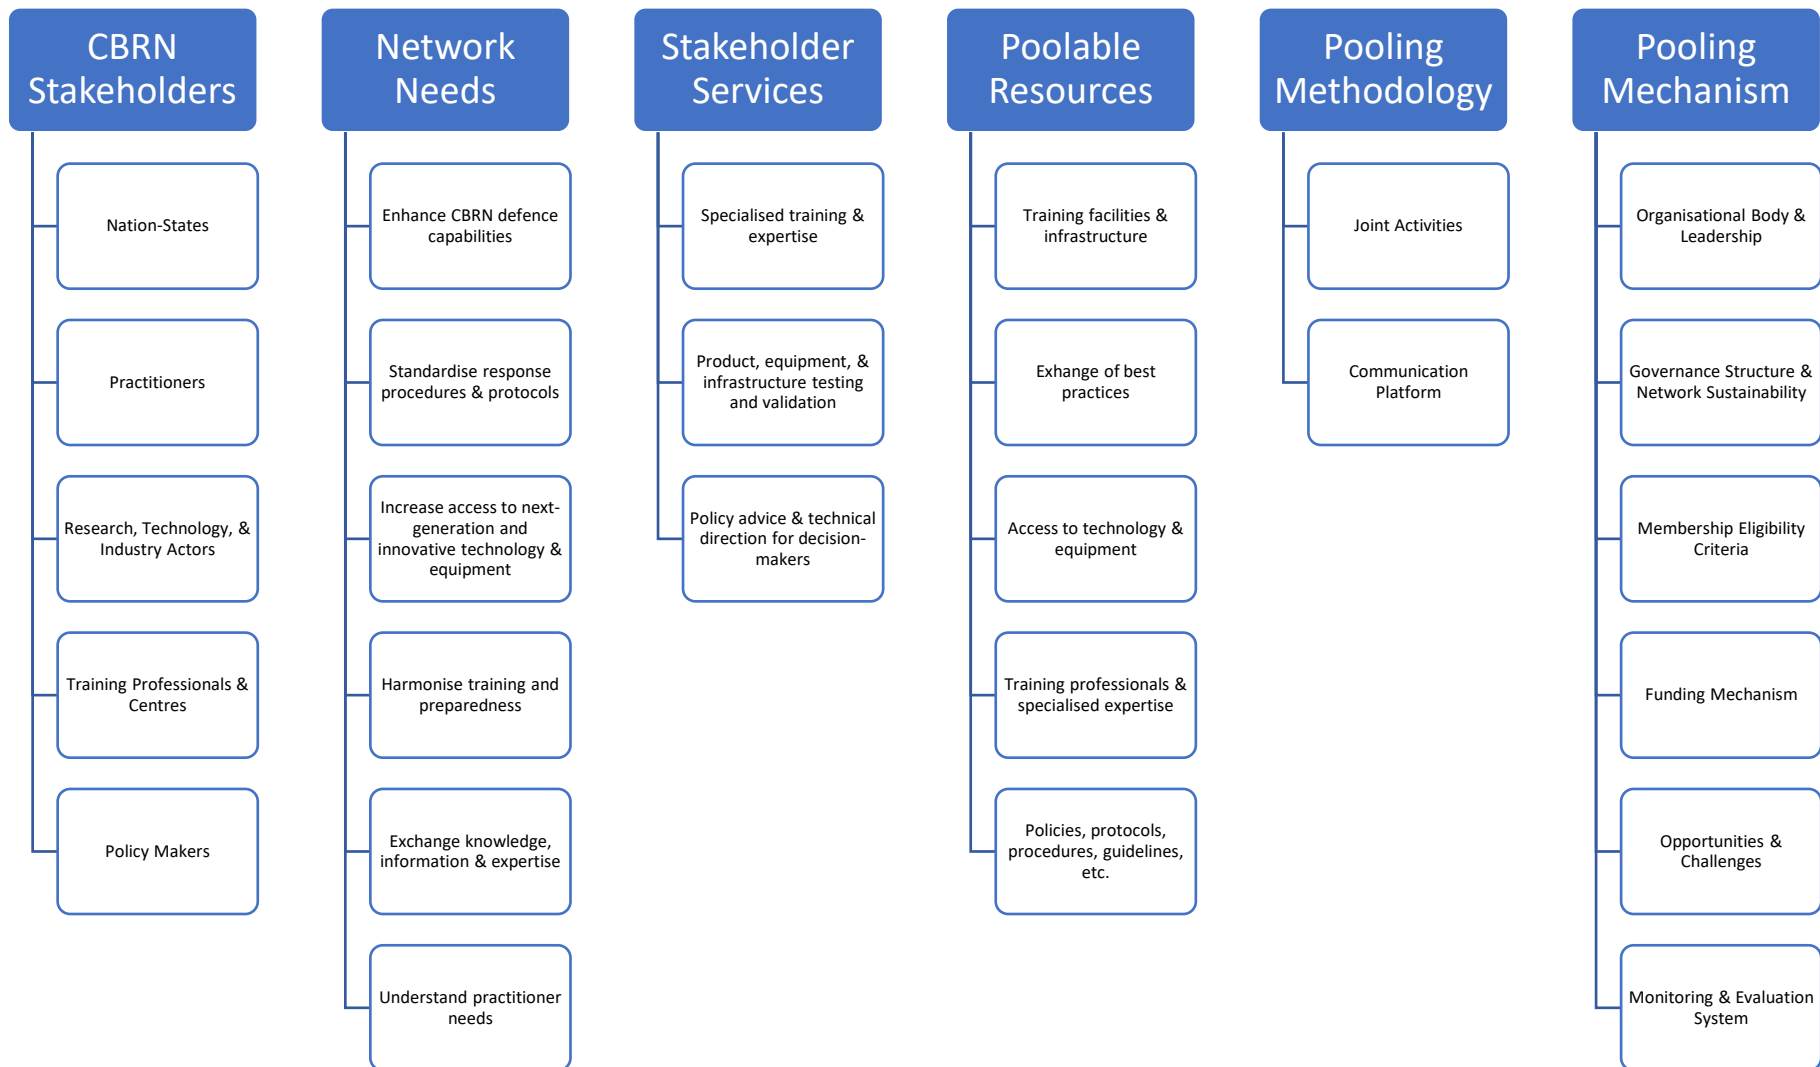 CBRN
Stakeholders
Nation-States
Practitioners
Research, Technology, &
Industry Actors
Training Professionals &
Centres
Policy Makers
Network
Needs
Enhance CBRN defence
capabilities
Standardise response
procedures & protocols
Increase access to next-
generation and
innovative technology &
equipment
Harmonise training and
preparedness
Exchange knowledge,
information & expertise
Understand practitioner
needs
Stakeholder
Services
Specialised training &
expertise
Product, equipment, &
infrastructure testing
and validation
Policy advice & technical
direction for decision-
makers
Poolable
Resources
Training facilities &
infrastructure
Exhange of best
practices
Access to technology &
equipment
Training professionals &
specialised expertise
Policies, protocols,
procedures, guidelines,
etc.
Pooling
Methodology
Joint Activities
Communication
Platform
Pooling
Mechanism
Organisational Body &
Leadership
Governance Structure &
Network Sustainability
Membership Eligibility
Criteria
Funding Mechanism
Opportunities &
Challenges
Monitoring & Evaluation
System